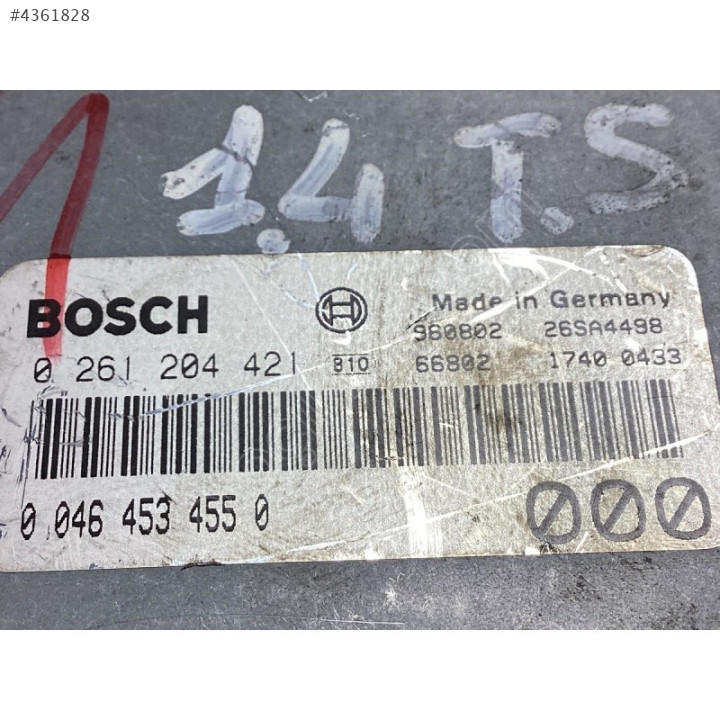 #4361828
1.4 T.S
BOSCH
Made in Germany
960802 26SA4498
0 261 204 421 810 66802 1740 0433
0 046 453 455 0
000